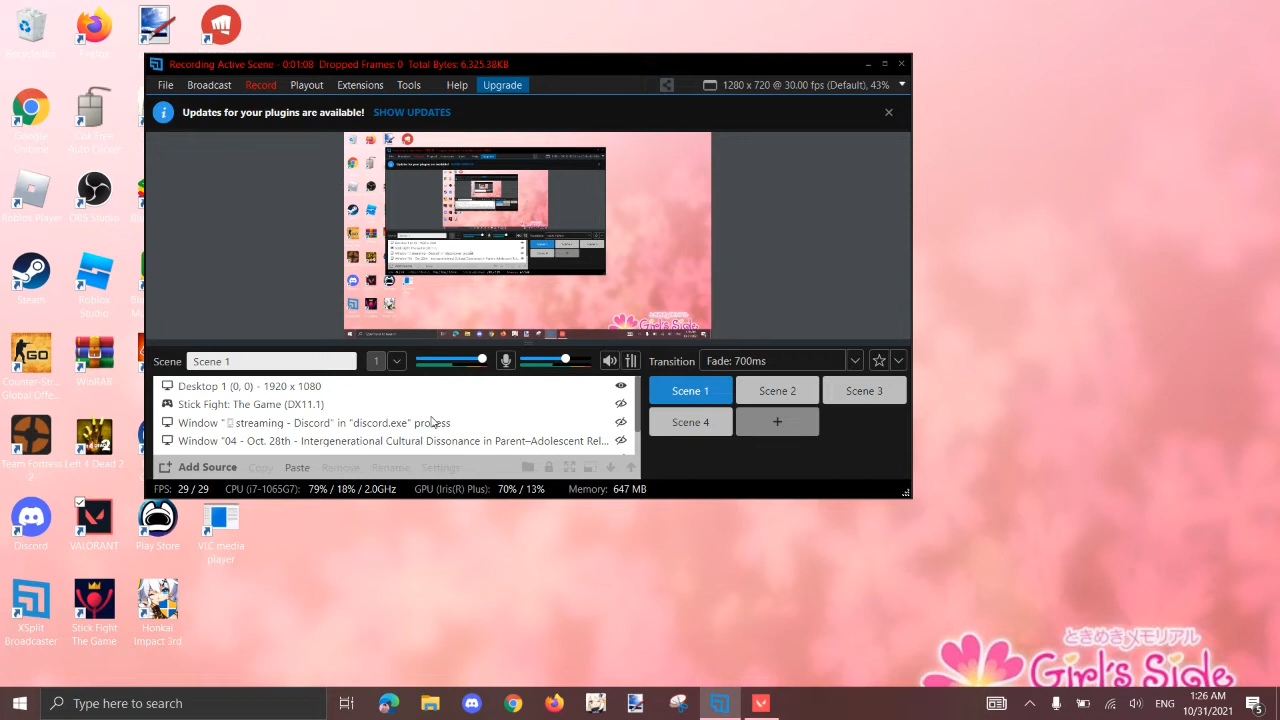 Recording Active Scene - 0:01:08 Dropped Frames: 0 Total Bytes: 6,325.38KB
File Broadcast Record Playout Extensions Tools Help Upgrade
1280 x 720 @ 30.00 fps (Default), 43%
Updates for your plugins are available! SHOW UPDATES
Scene Scene 1 1
Transition Fade: 700ms
Desktop 1 (0, 0) - 1920 x 1080
Stick Fight: The Game (DX11.1)
Window " streaming - Discord" in "discord.exe" process
Window "04 - Oct. 28th - Intergenerational Cultural Dissonance in Parent–Adolescent Rel...
Scene 1 Scene 2 Scene 3
Scene 4 +
Add Source Copy Paste Remove Rename Settings
FPS: 29 / 29 CPU (i7-1065G7): 79% / 18% / 2.0GHz GPU (Iris(R) Plus): 70% / 13% Memory: 647 MB
Recycle Bin
Firefox
Google Chrome
Auto Clicker
Roblox Player
OBS Studio
Steam
Roblox Studio
Counter-Str...
Global Offe...
WinRAR
Team Fortress 2
Left 4 Dead 2
Discord
VALORANT
Play Store
VLC media player
XSplit Broadcaster
Stick Fight The Game
Honkai Impact 3rd
ときめきメモリアル
Girl's Side
Type here to search
ENG
1:26 AM
10/31/2021
5